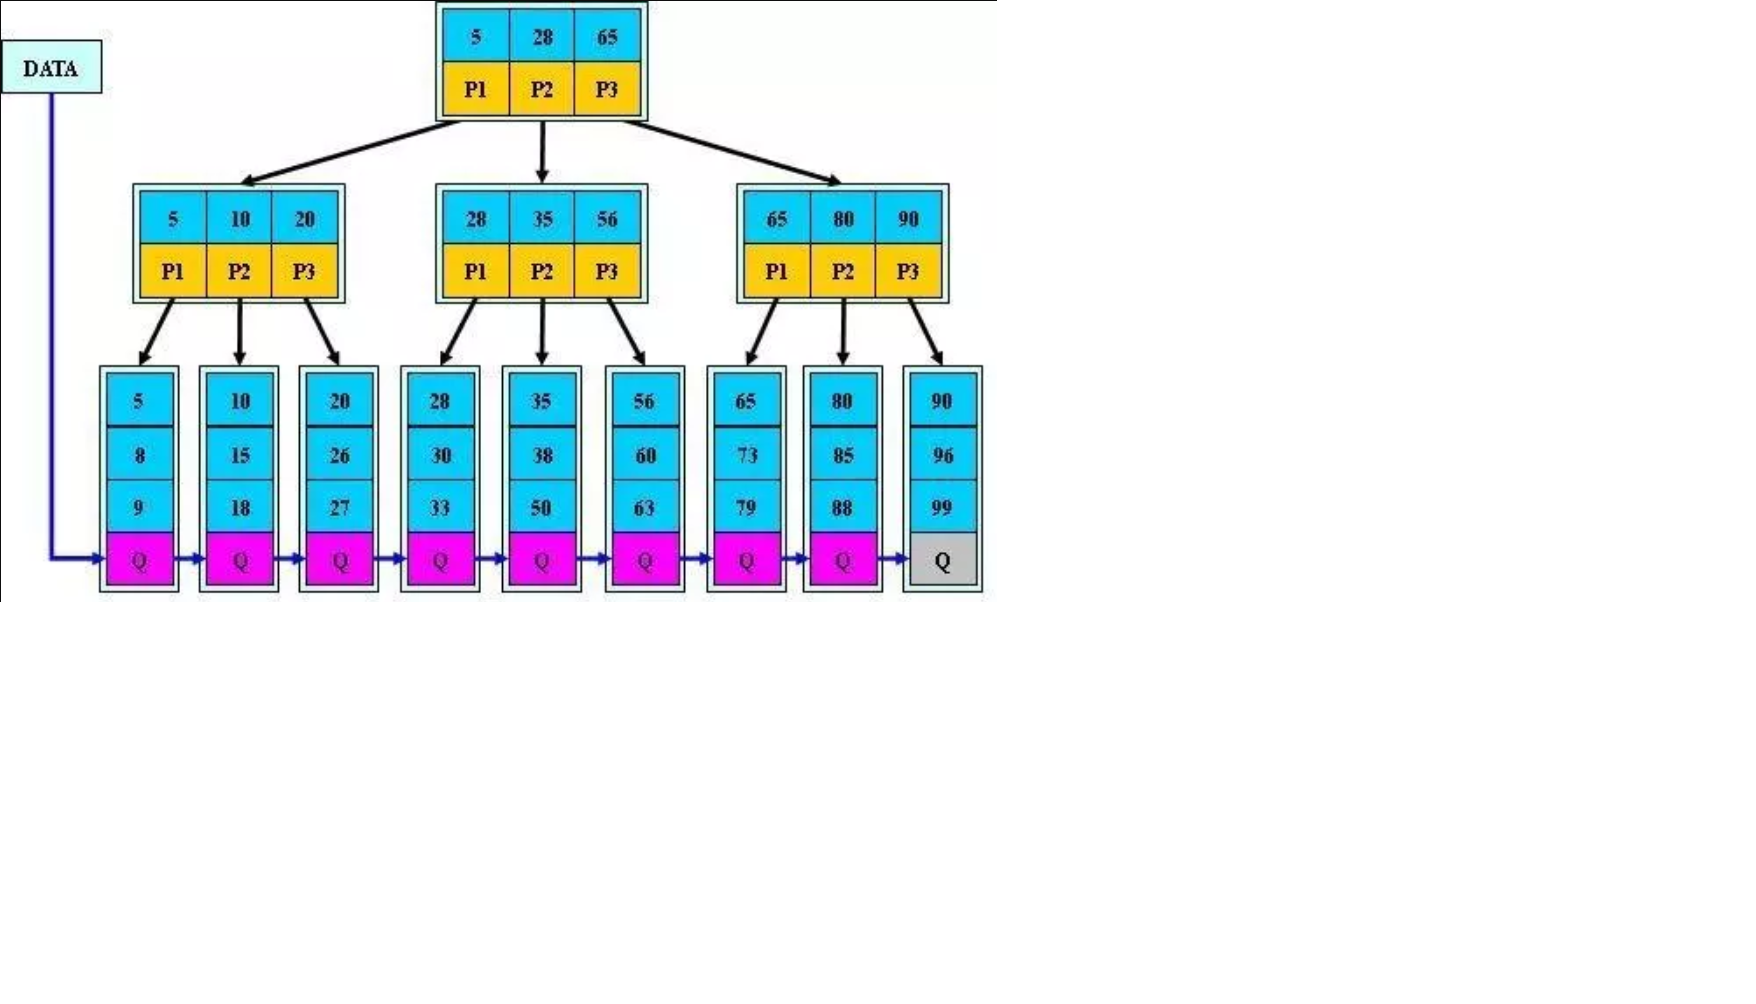 5 28 65
DATA
P1 P2 P3
5 10 20 28 35 56 65 80 90
P1 P2 P3 P1 P2 P3 P1 P2 P3
5 10 20 28 35 56 65 80 90
8 15 26 30 38 60 73 85 96
9 18 27 33 50 63 79 88 99
Q Q Q Q Q Q Q Q Q